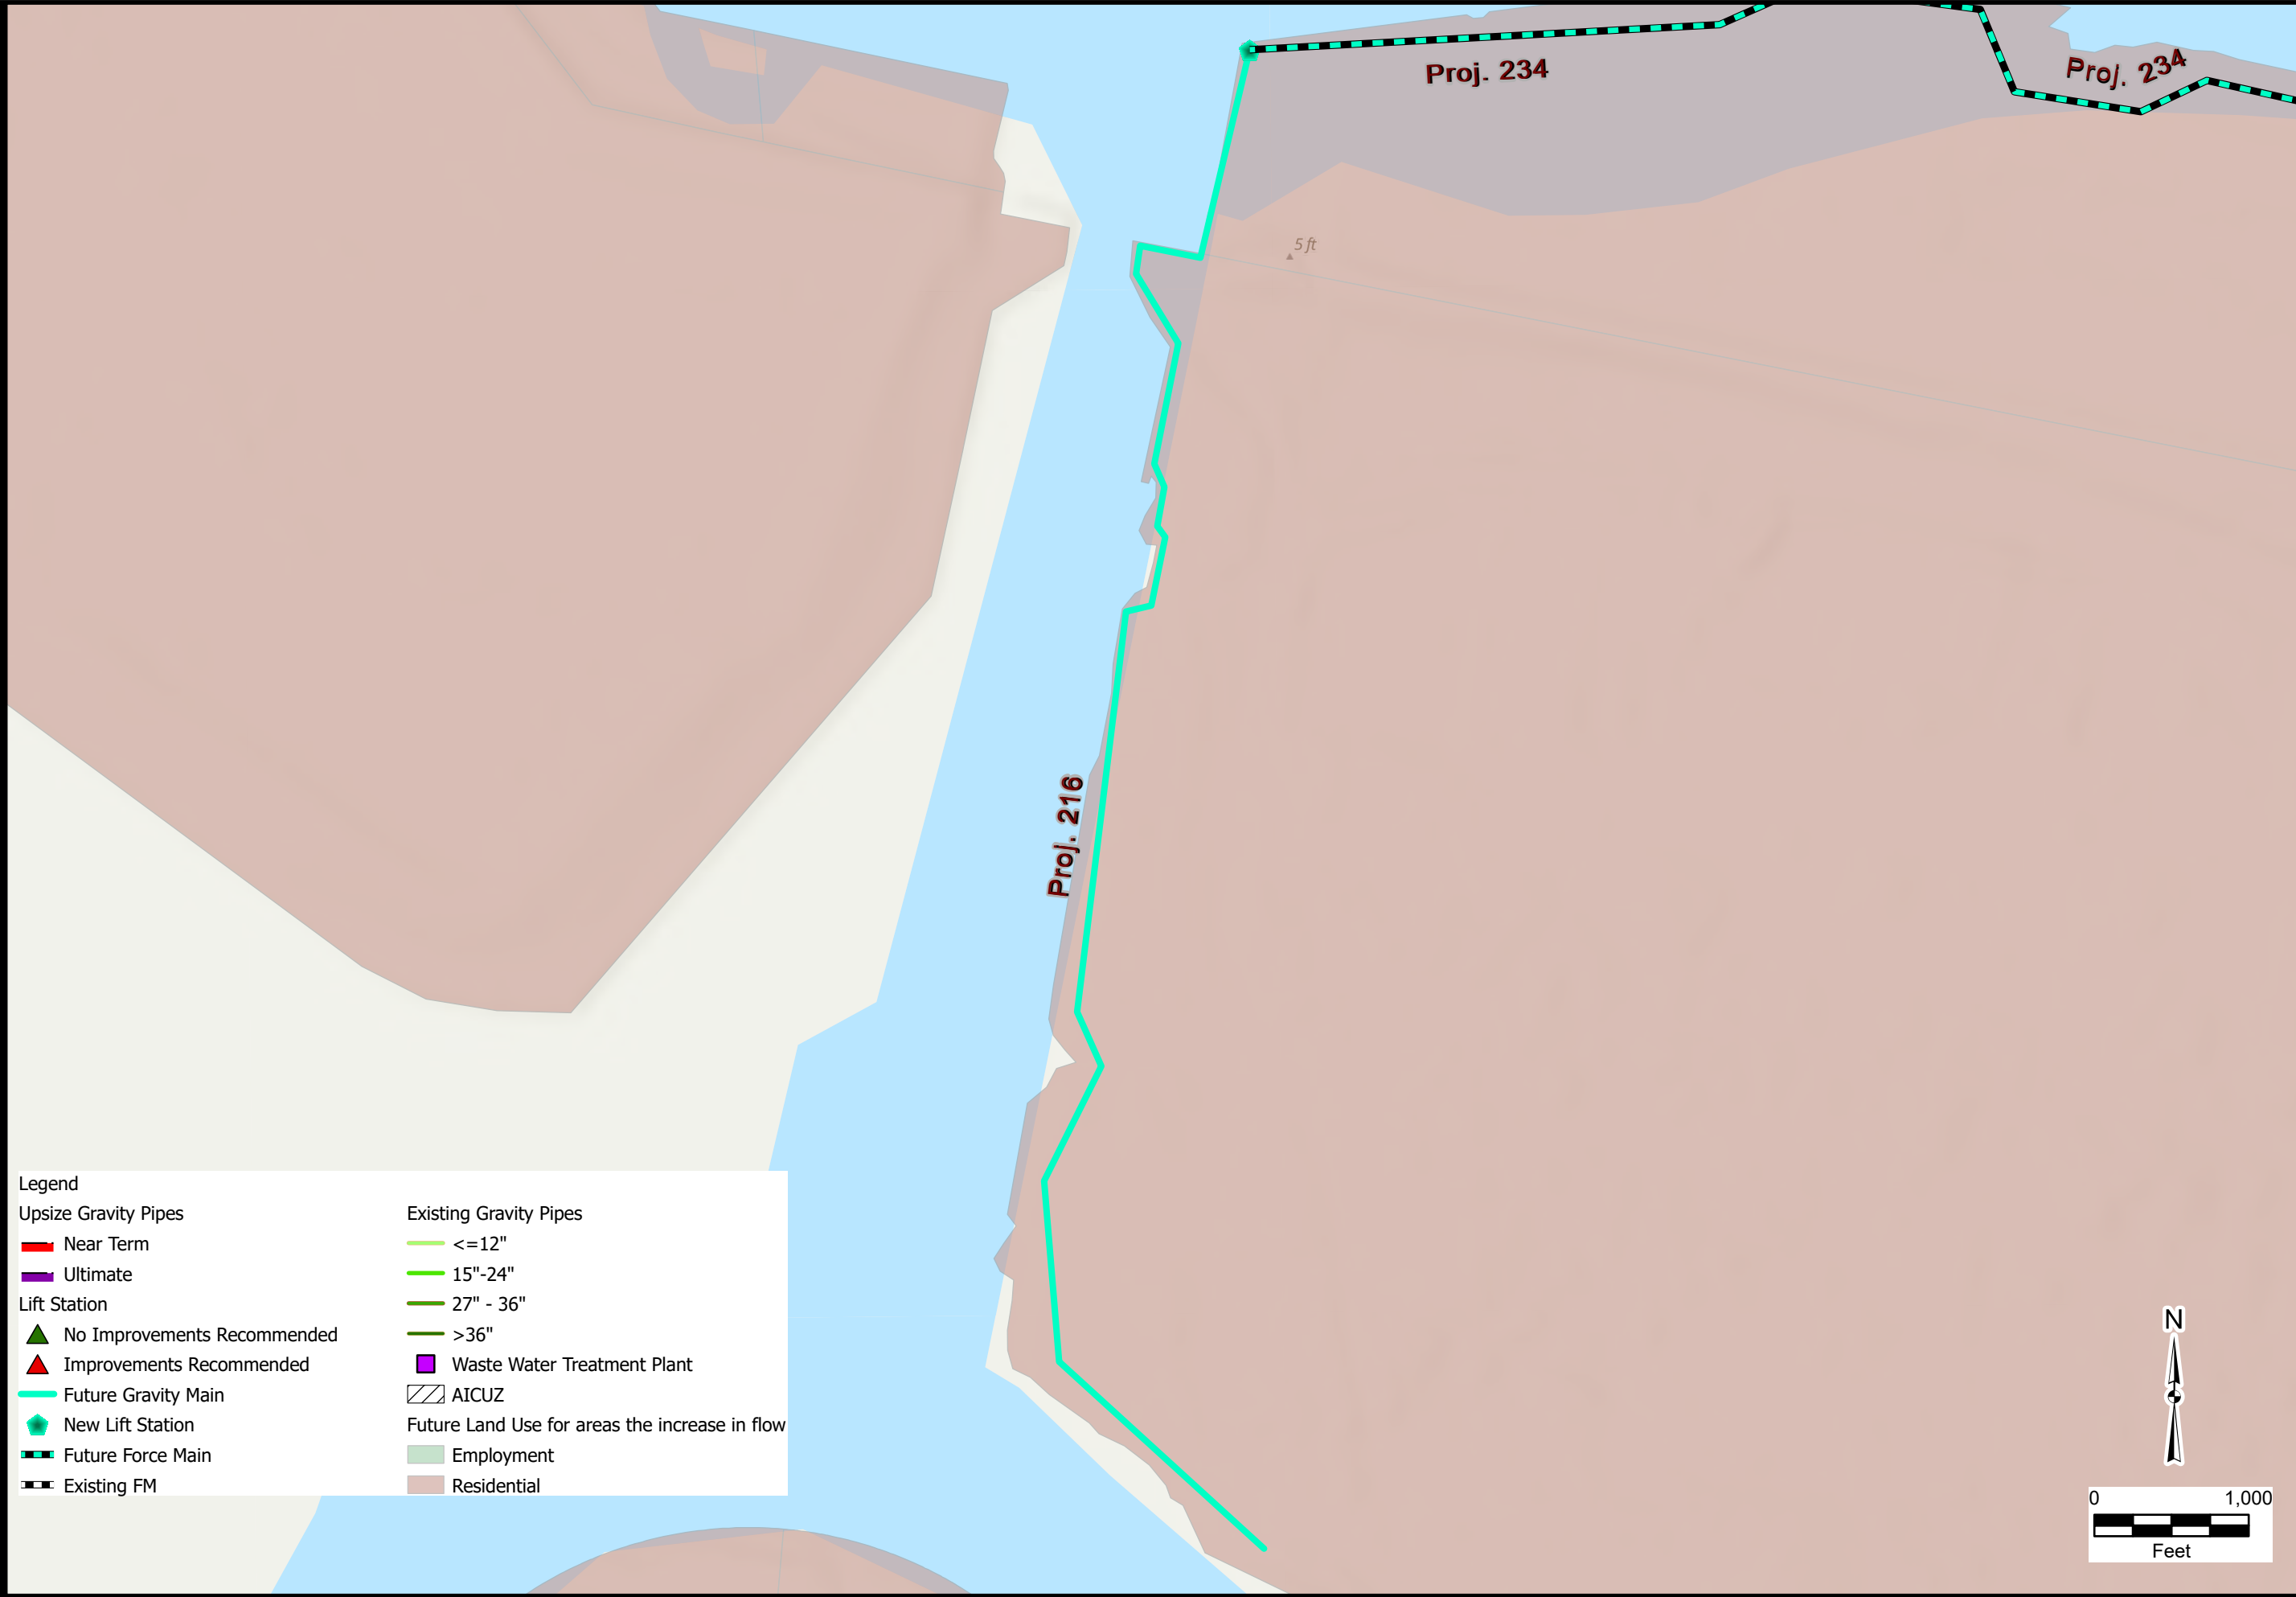 Proj. 234
Proj. 234
5 ft
Proj. 216
Legend
Upsize Gravity Pipes
Near Term
Ultimate
Lift Station
No Improvements Recommended
Improvements Recommended
Future Gravity Main
New Lift Station
Future Force Main
Existing FM
Existing Gravity Pipes
<=12"
15"-24"
27" - 36"
>36"
Waste Water Treatment Plant
AICUZ
Future Land Use for areas the increase in flow
Employment
Residential
N
0 1,000
Feet